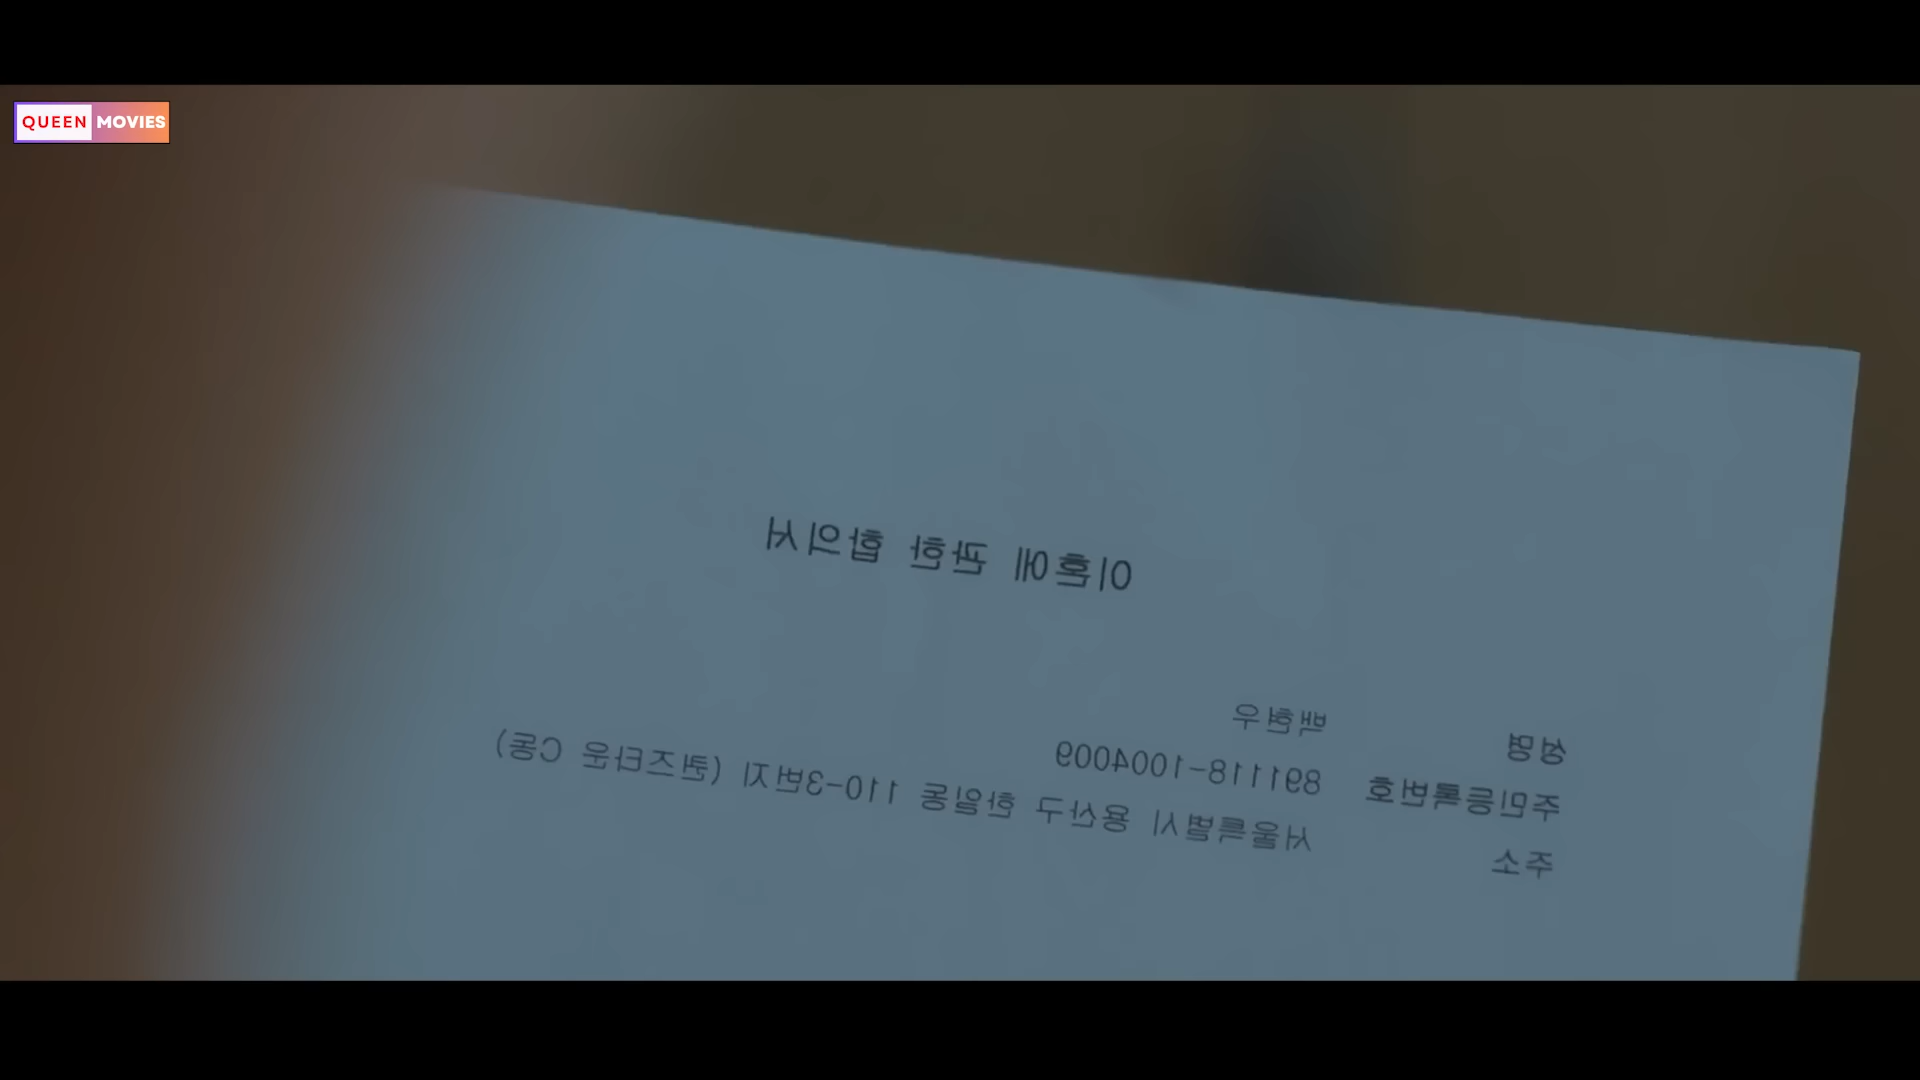 QUEEN MOVIES
이혼에 관한 합의서
성명 백현우
주민등록번호 891118-1004009
주소 서울특별시 용산구 한일동 110-3번지 (퀸즈타운 C동)